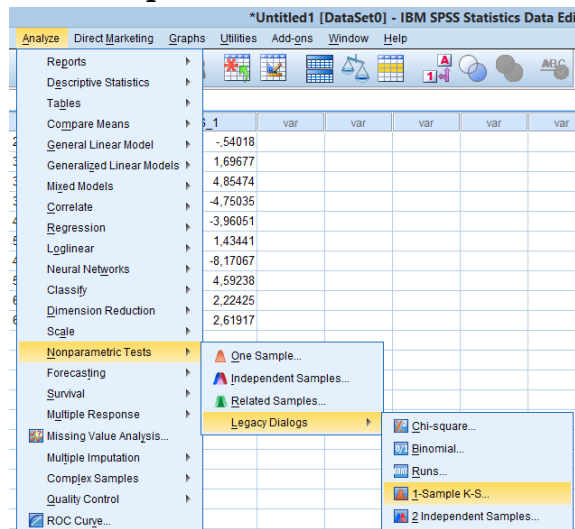 *Untitled1 [DataSet0] - IBM SPSS Statistics Data Edi
Analyze Direct Marketing Graphs Utilities Add-ons Window Help
Reports
Descriptive Statistics
Tables
Compare Means
General Linear Model
Generalized Linear Models
Mixed Models
Correlate
Regression
Loglinear
Neural Networks
Classify
Dimension Reduction
Scale
Nonparametric Tests
Forecasting
Survival
Multiple Response
Missing Value Analysis...
Multiple Imputation
Complex Samples
Quality Control
ROC Curve...
_1 var var var var var
-,54018
1,69677
4,85474
-4,75035
-3,96051
1,43441
-8,17067
4,59238
2,22425
2,61917
One Sample...
Independent Samples...
Related Samples...
Legacy Dialogs
Chi-square...
Binomial...
Runs...
1-Sample K-S...
2 Independent Samples...